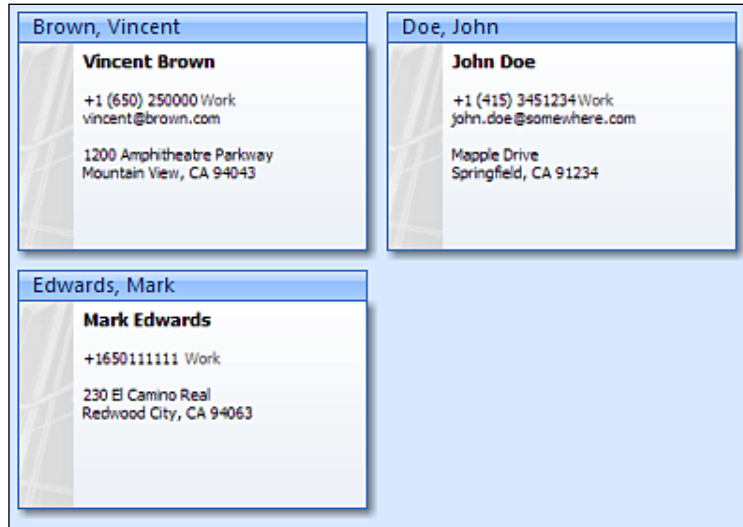 Brown, Vincent
Vincent Brown
+1 (650) 250000 Work
vincent@brown.com
1200 Amphitheatre Parkway
Mountain View, CA 94043
Doe, John
John Doe
+1 (415) 3451234 Work
john.doe@somewhere.com
Mapple Drive
Springfield, CA 91234
Edwards, Mark
Mark Edwards
+1650111111 Work
230 El Camino Real
Redwood City, CA 94063